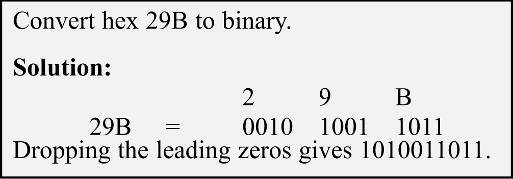 Convert hex 29B to binary.
Solution:
2 9 B
29B = 0010 1001 1011
Dropping the leading zeros gives 1010011011.